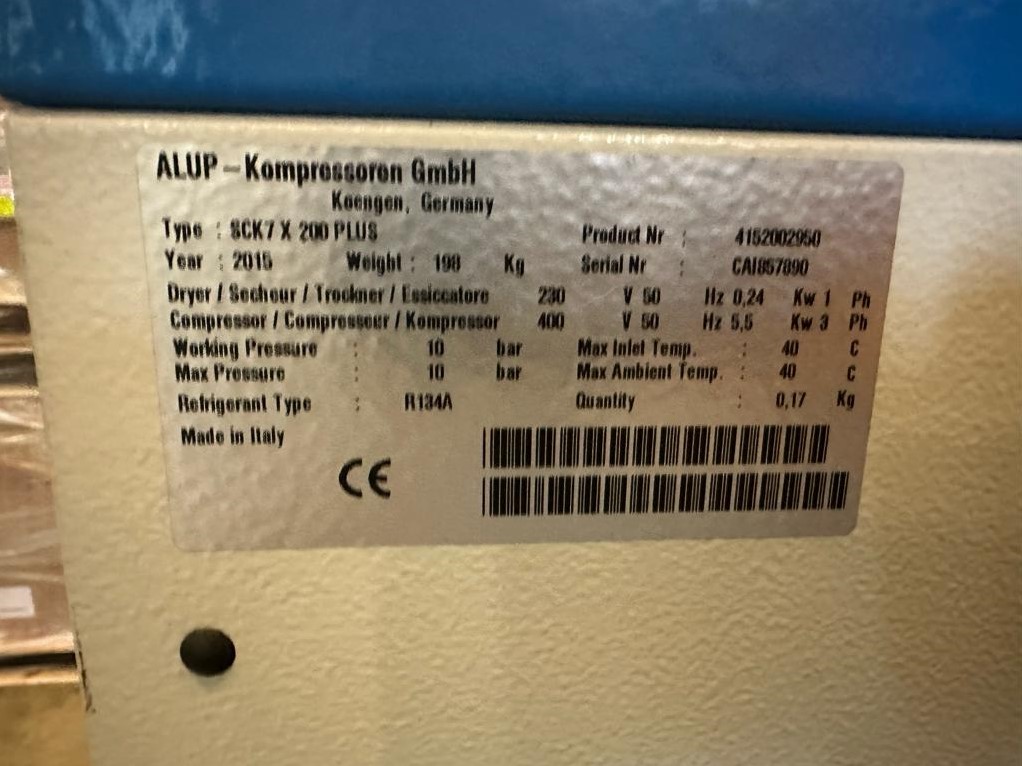 ALUP - Kompressoren GmbH
Koengen, Germany
Type : SCK7 X 200 PLUS Product Nr : 4152002950
Year : 2015 Weight : 198 Kg Serial Nr : CAI857890
Dryer / Secheur / Trockner / Essiccatore 230 V 50 Hz 0,24 Kw 1 Ph
Compressor / Compresseur / Kompressor 400 V 50 Hz 5,5 Kw 3 Ph
Working Pressure : 10 bar Max Inlet Temp. : 40 C
Max Pressure : 10 bar Max Ambient Temp. : 40 C
Refrigerant Type : R134A Quantity : 0,17 Kg
Made in Italy
CE